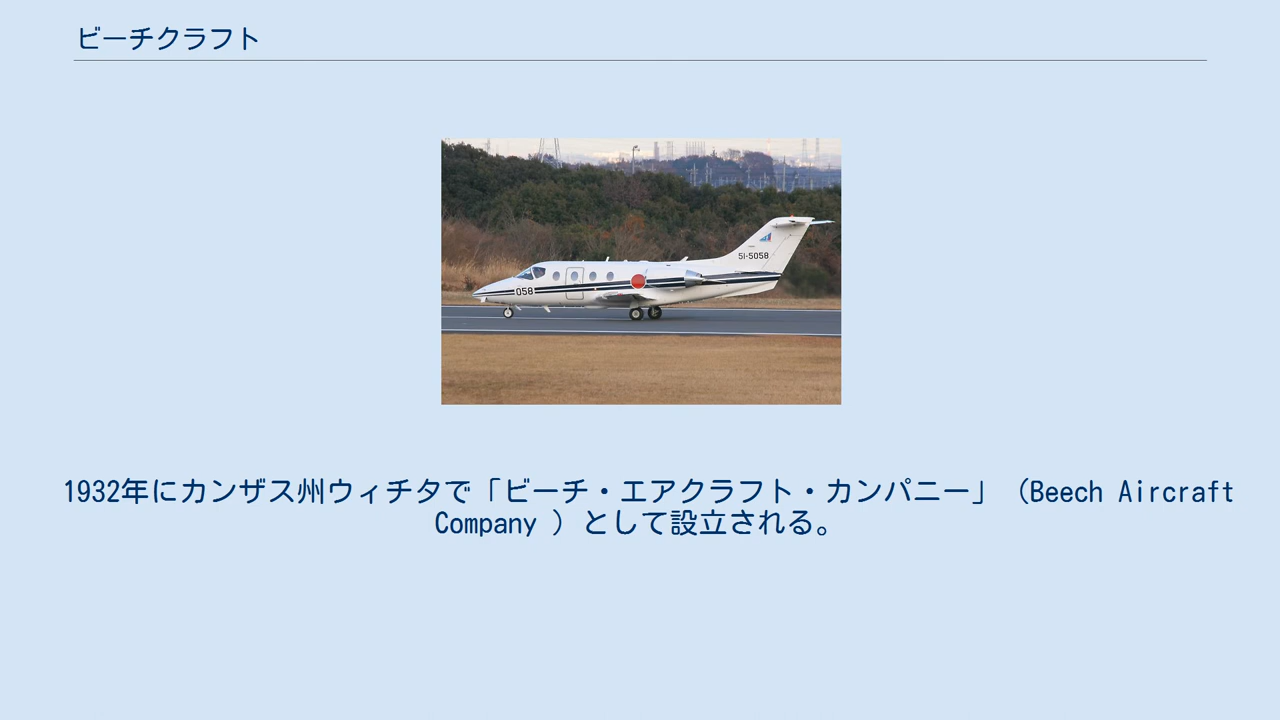 ビーチクラフト
51-5058
058
1932年にカンザス州ウィチタで「ビーチ・エアクラフト・カンパニー」（Beech Aircraft
Company ）として設立される。